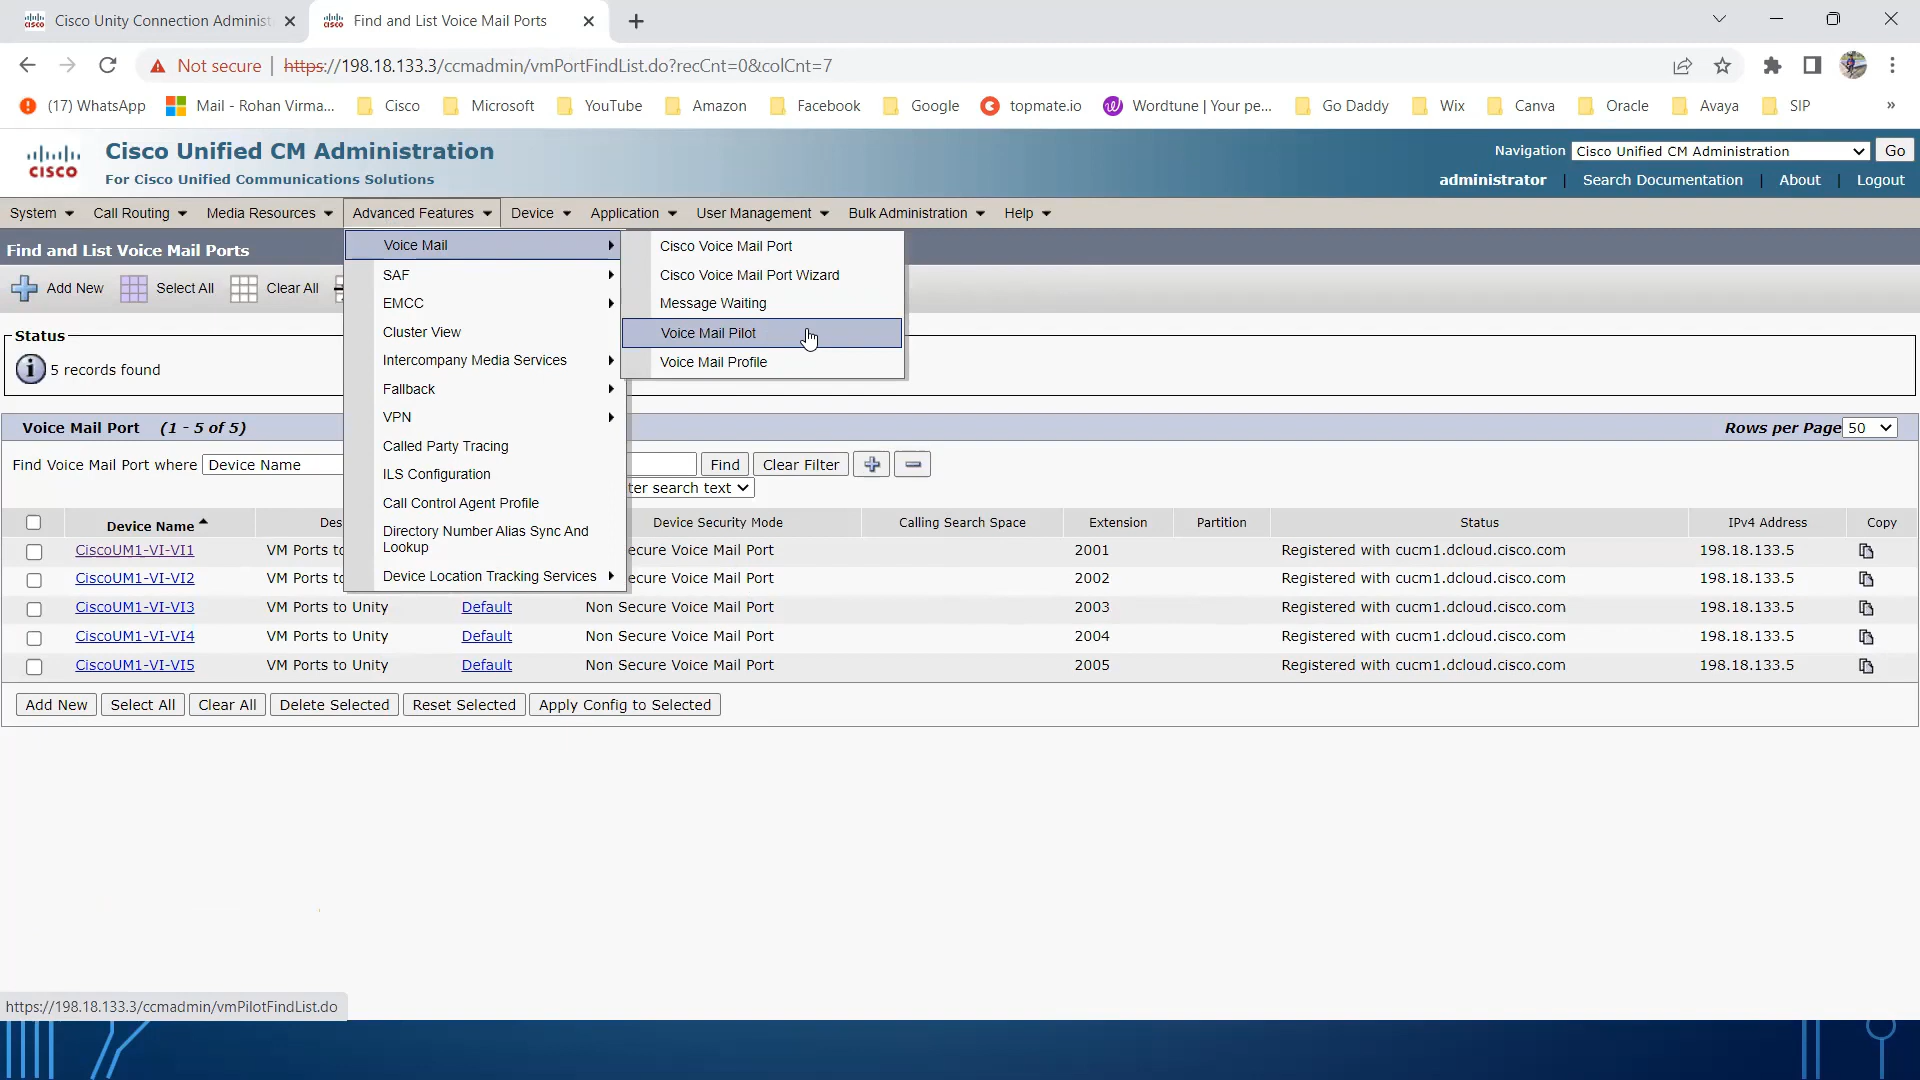 Cisco Unity Connection Administ
Find and List Voice Mail Ports
Not secure
https://198.18.133.3/ccmadmin/vmPortFindList.do?recCnt=0&colCnt=7
(17) WhatsApp
Mail - Rohan Virma...
Cisco
Microsoft
YouTube
Amazon
Facebook
Google
topmate.io
Wordtune | Your pe...
Go Daddy
Wix
Canva
Oracle
Avaya
SIP
»
CISCO
Cisco Unified CM Administration
For Cisco Unified Communications Solutions
Navigation Cisco Unified CM Administration Go
administrator | Search Documentation | About | Logout
System
Call Routing
Media Resources
Advanced Features
Device
Application
User Management
Bulk Administration
Help
Find and List Voice Mail Ports
Add New
Select All
Clear All
Voice Mail
SAF
EMCC
Cluster View
Intercompany Media Services
Fallback
VPN
Called Party Tracing
ILS Configuration
Call Control Agent Profile
Directory Number Alias Sync And
Lookup
Device Location Tracking Services
Cisco Voice Mail Port
Cisco Voice Mail Port Wizard
Message Waiting
Voice Mail Pilot
Voice Mail Profile
Status
5 records found
Voice Mail Port (1 - 5 of 5)
Rows per Page 50
Find Voice Mail Port where Device Name
Find Clear Filter
ter search text
Device Name Des Device Security Mode Calling Search Space Extension Partition Status IPv4 Address Copy
CiscoUM1-VI-VI1 VM Ports to ecure Voice Mail Port 2001 Registered with cucm1.dcloud.cisco.com 198.18.133.5
CiscoUM1-VI-VI2 VM Ports to ecure Voice Mail Port 2002 Registered with cucm1.dcloud.cisco.com 198.18.133.5
CiscoUM1-VI-VI3 VM Ports to Unity Default Non Secure Voice Mail Port 2003 Registered with cucm1.dcloud.cisco.com 198.18.133.5
CiscoUM1-VI-VI4 VM Ports to Unity Default Non Secure Voice Mail Port 2004 Registered with cucm1.dcloud.cisco.com 198.18.133.5
CiscoUM1-VI-VI5 VM Ports to Unity Default Non Secure Voice Mail Port 2005 Registered with cucm1.dcloud.cisco.com 198.18.133.5
Add New Select All Clear All Delete Selected Reset Selected Apply Config to Selected
https://198.18.133.3/ccmadmin/vmPilotFindList.do